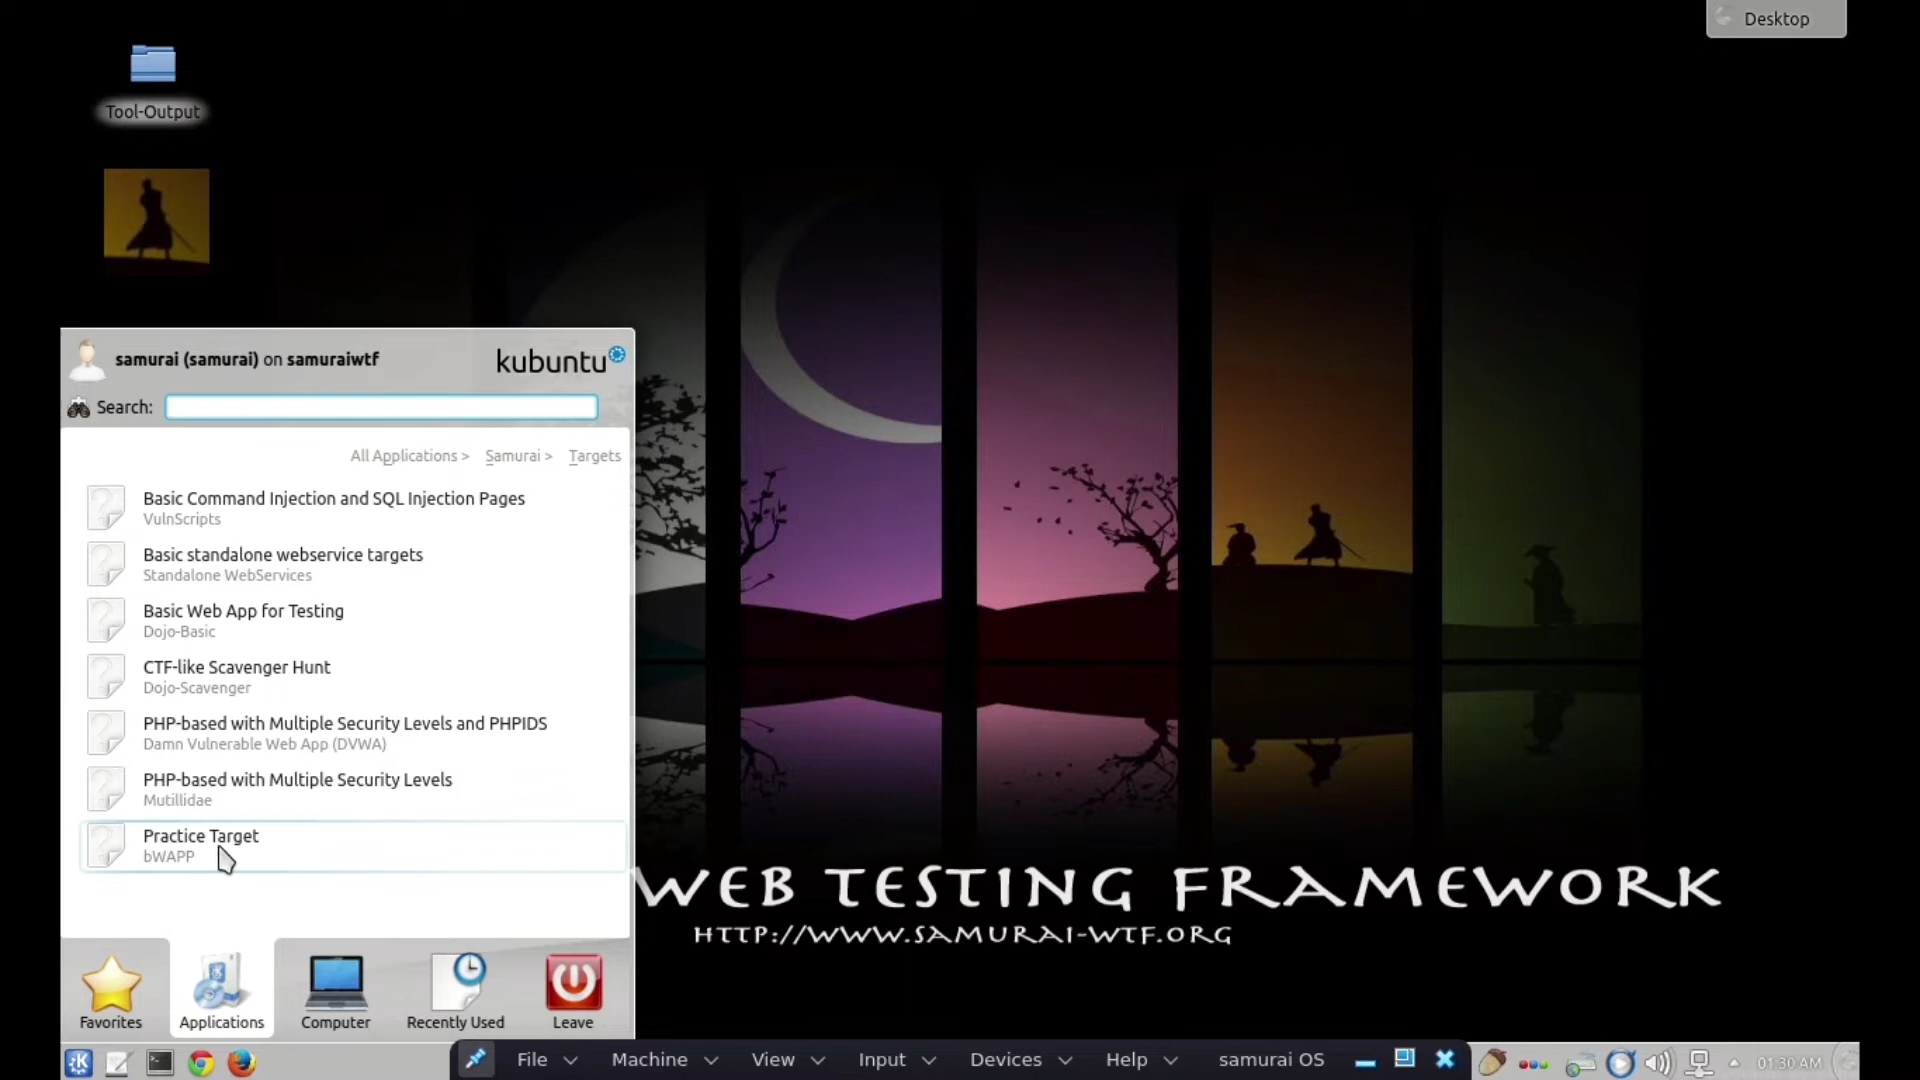 Desktop
Tool-Output
samurai (samurai) on samuraiwtf
kubuntu
Search:
All Applications > Samurai > Targets
Basic Command Injection and SQL Injection Pages
VulnScripts
Basic standalone webservice targets
Standalone WebServices
Basic Web App for Testing
Dojo-Basic
CTF-like Scavenger Hunt
Dojo-Scavenger
PHP-based with Multiple Security Levels and PHPIDS
Damn Vulnerable Web App (DVWA)
PHP-based with Multiple Security Levels
Mutillidae
Practice Target
bWAPP
WEB TESTING FRAMEWORK
HTTP://WWW.SAMURAI-WTF.ORG
Favorites Applications Computer Recently Used Leave
File Machine View Input Devices Help samurai OS
01:30 AM